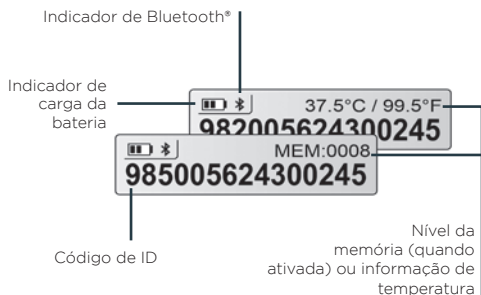 Indicador de Bluetooth®
Indicador de
carga da
bateria
37.5°C / 99.5°F
982005624300245
MEM:0008
985005624300245
Código de ID
Nível da
memória (quando
ativada) ou informação de
temperatura